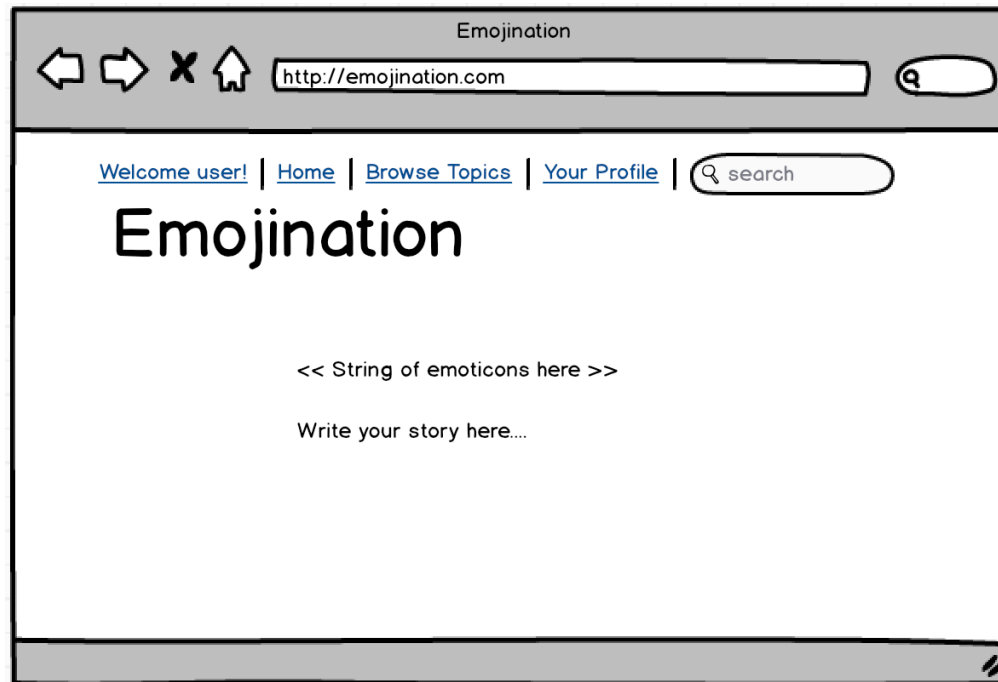 Emojination
http://emojination.com
Welcome user! | Home | Browse Topics | Your Profile | search
Emojination
<< String of emoticons here >>
Write your story here....